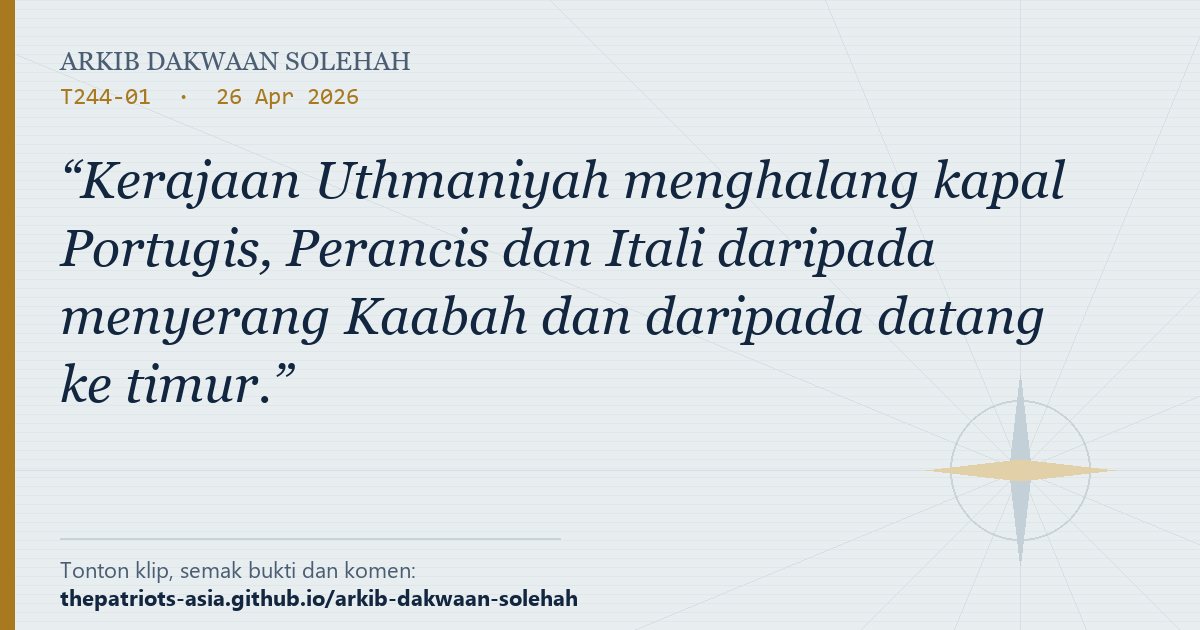 ARKIB DAKWAAN SOLEHAH
T244-01 · 26 Apr 2026
“Kerajaan Uthmaniyah menghalang kapal
Portugis, Perancis dan Itali daripada
menyerang Kaabah dan daripada datang
ke timur.”
Tonton klip, semak bukti dan komen:
thepatriots-asia.github.io/arkib-dakwaan-solehah